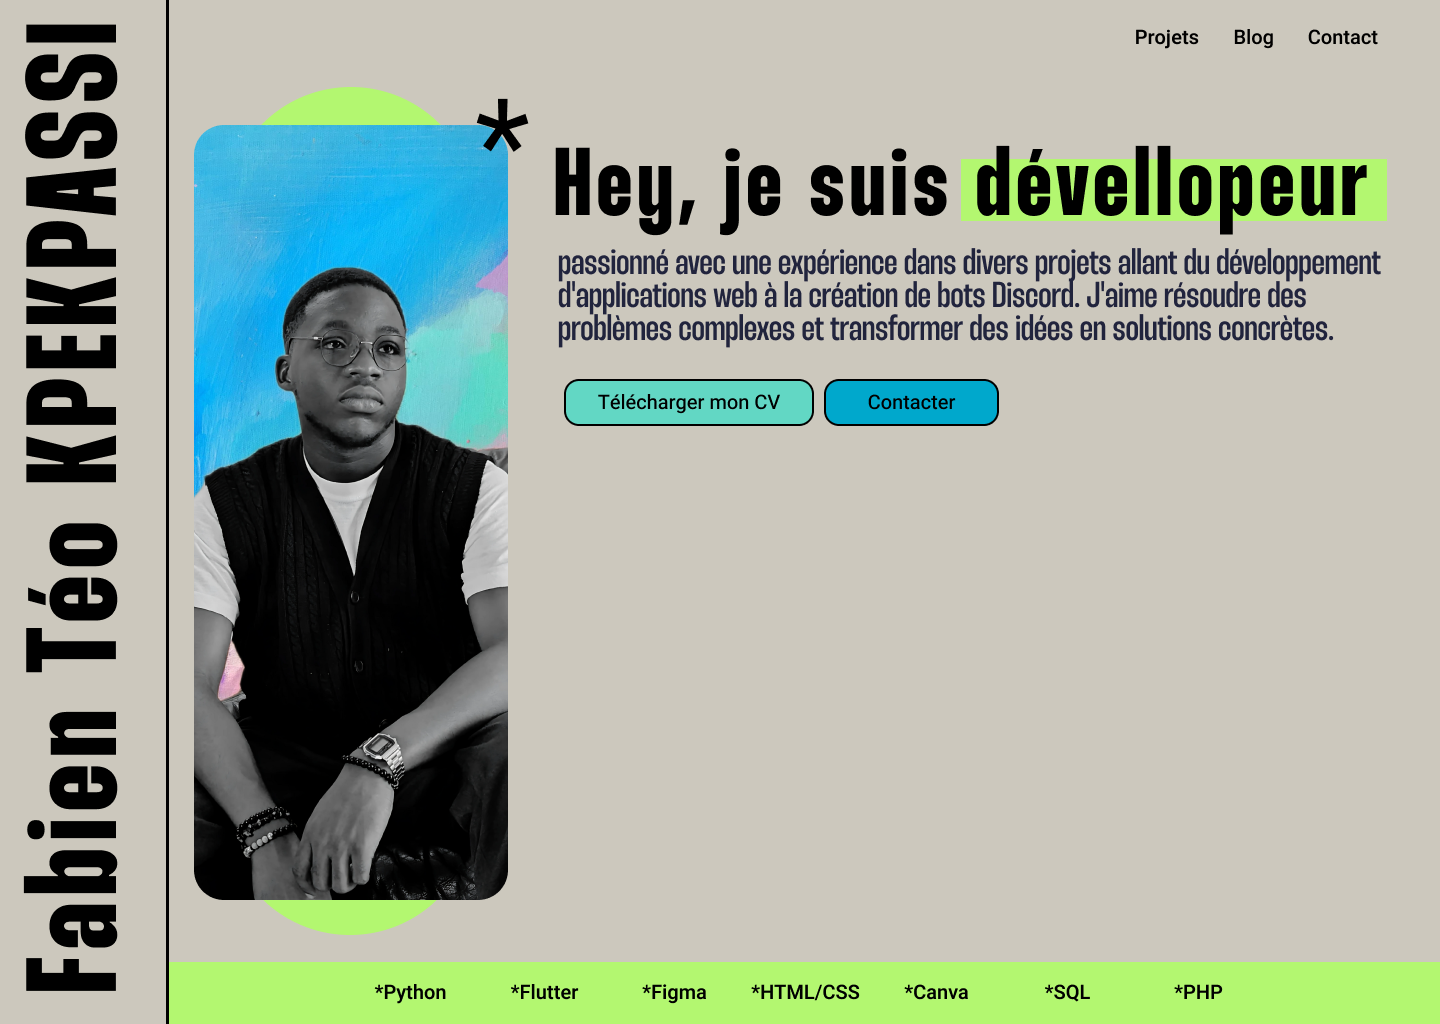 Fabien Téo KPEKPASSI
Projets Blog Contact
*
Hey, je suis dévellopeur
passionné avec une expérience dans divers projets allant du développement
d'applications web à la création de bots Discord. J'aime résoudre des
problèmes complexes et transformer des idées en solutions concrètes.
Télécharger mon CV Contacter
*Python *Flutter *Figma *HTML/CSS *Canva *SQL *PHP